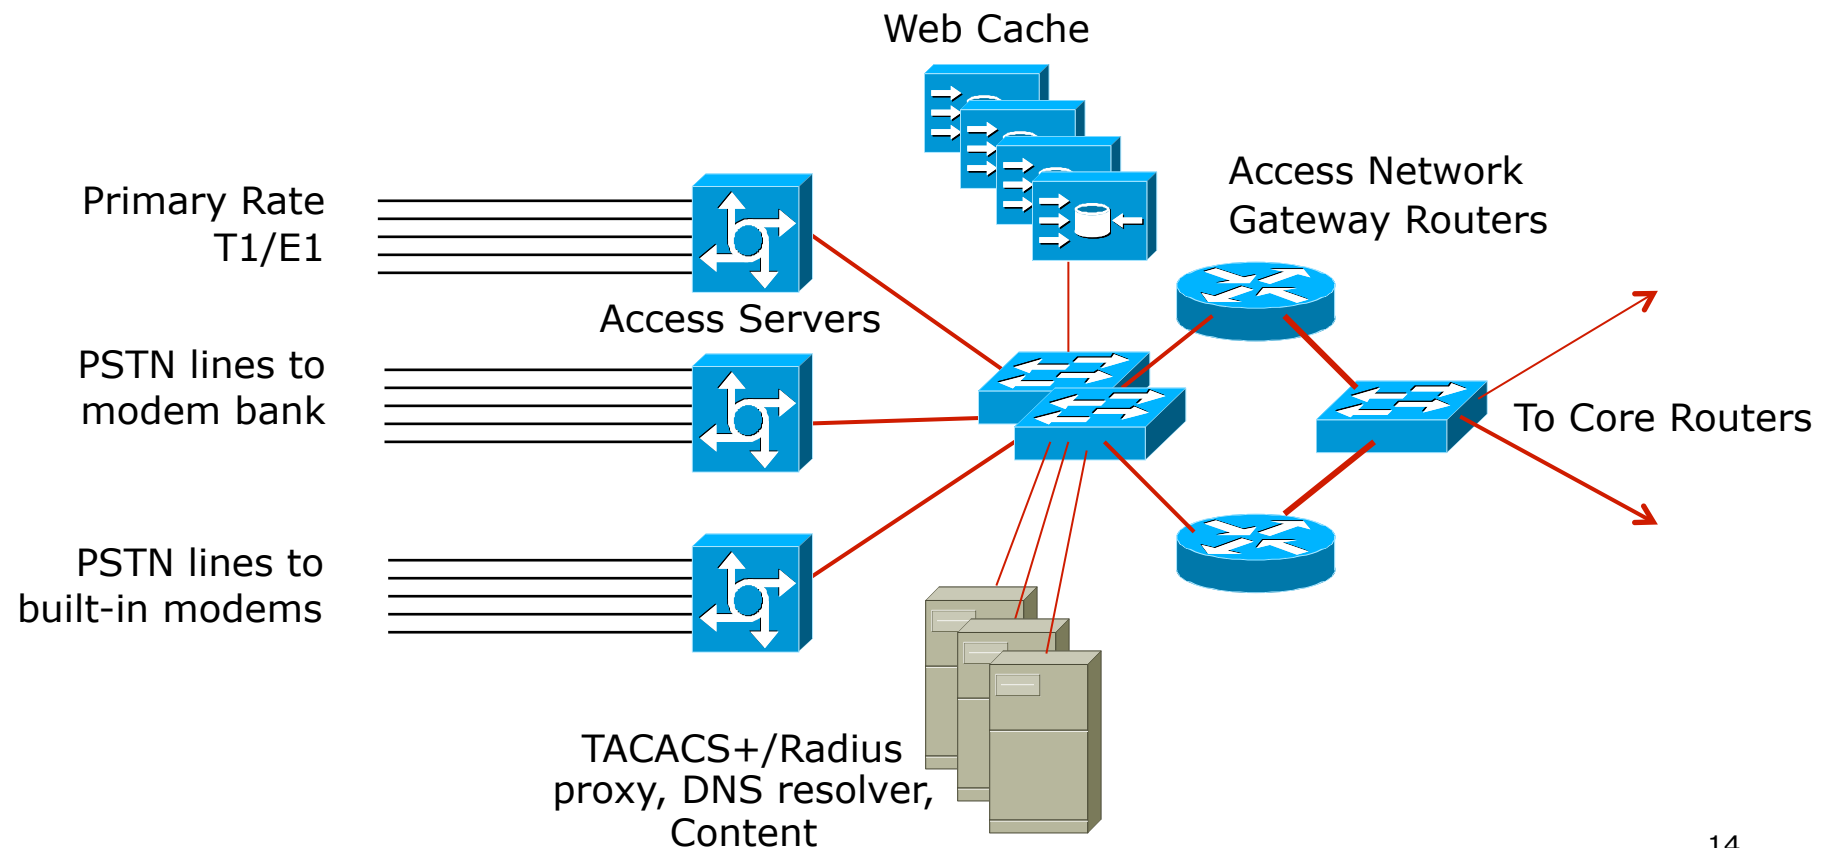 Web Cache
Access Network
Gateway Routers
Primary Rate
T1/E1
Access Servers
PSTN lines to
modem bank
To Core Routers
PSTN lines to
built-in modems
TACACS+/Radius
proxy, DNS resolver,
Content
14